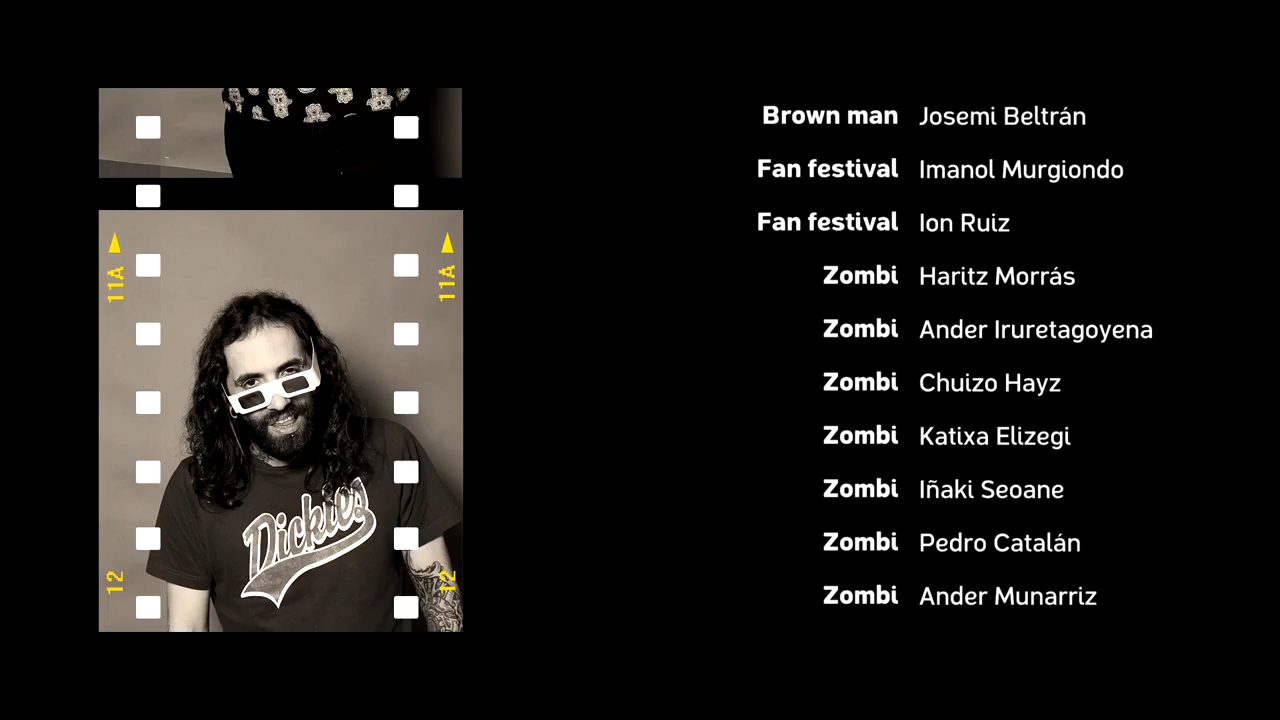 Brown man Josemi Beltrán
Fan festival Imanol Murgiondo
Fan festival Ion Ruiz
Zombi Haritz Morrás
Zombi Ander Iruretagoyena
Zombi Chuizo Hayz
Zombi Katixa Elizegi
Zombi Iñaki Seoane
Zombi Pedro Catalán
Zombi Ander Munarriz
11A
11A
Dickies
12
12